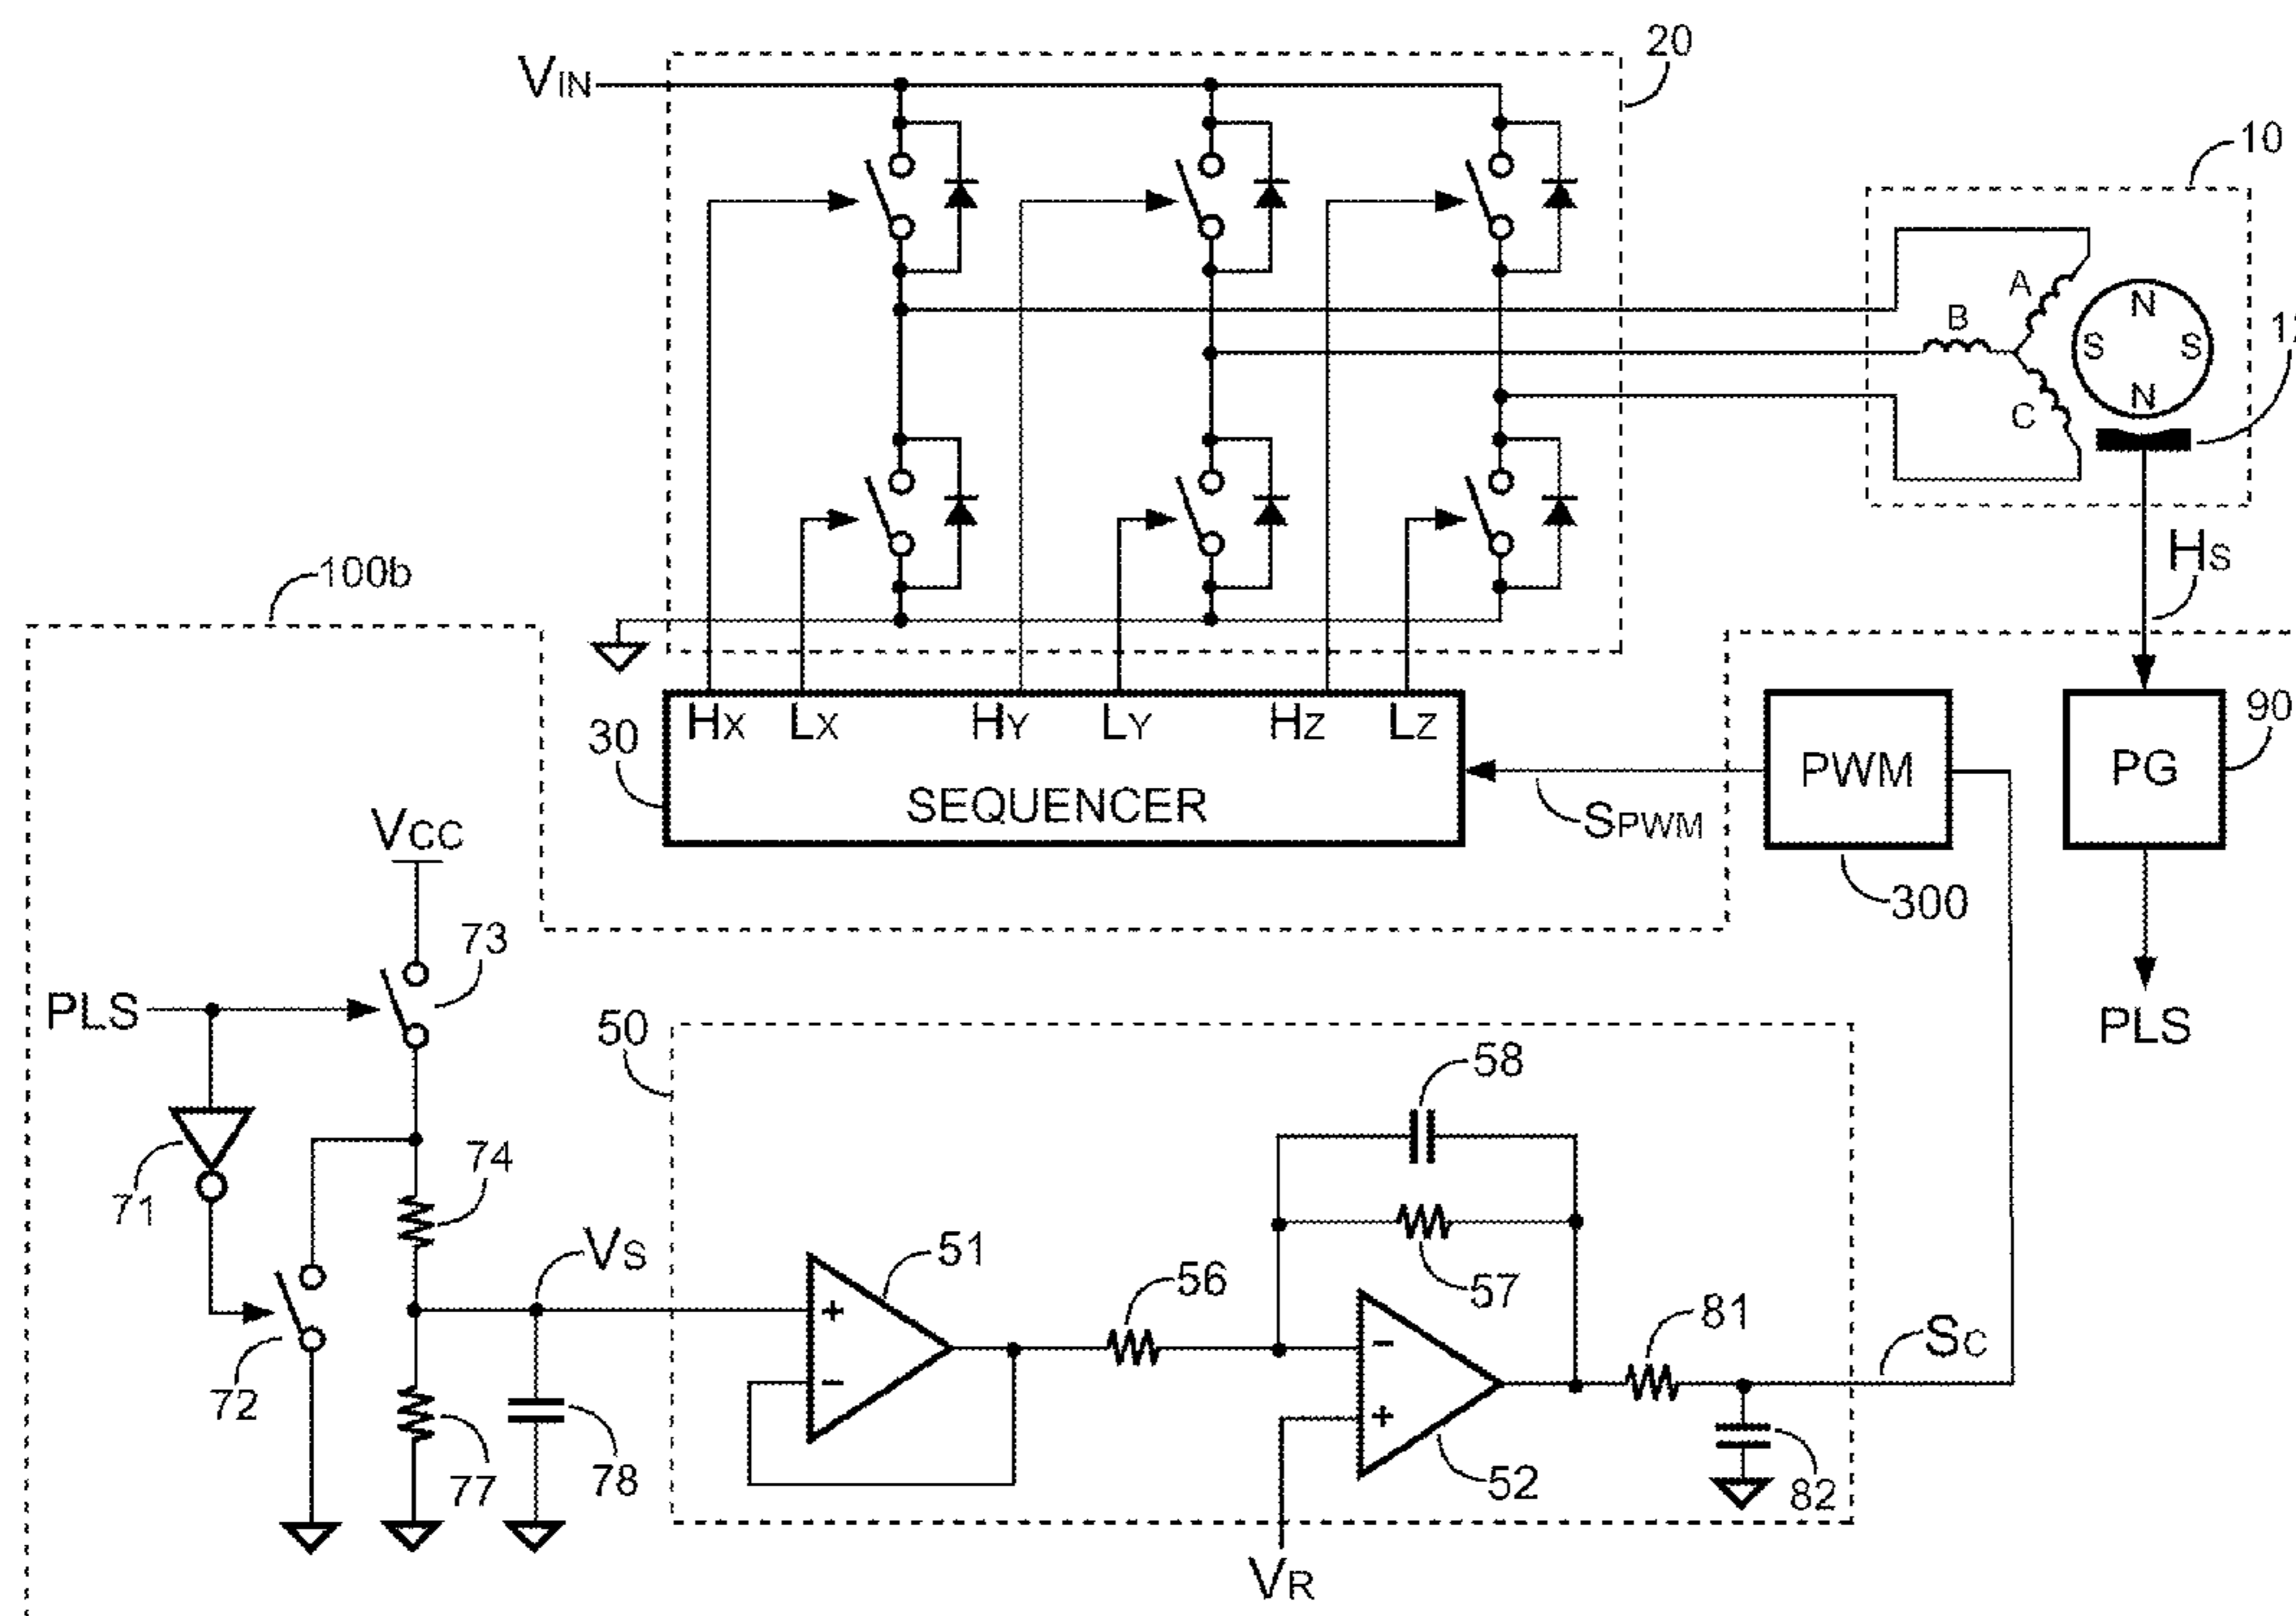 20
VIN
10
A
B
N
S
S
N
C
HS
100b
HX LX HY LY HZ LZ
30
SEQUENCER
PWM
PG
90
SPWM
300
VCC
73
PLS
PLS
50
58
71
74
VS
51
56
57
81
SC
72
77
78
52
82
VR